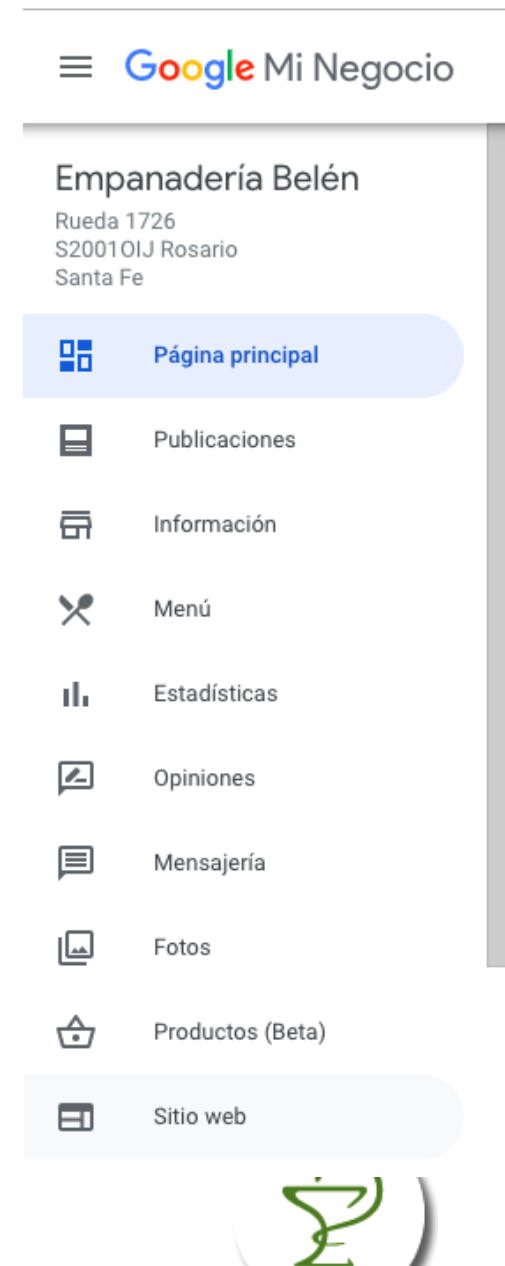 Google Mi Negocio
Empanadería Belén
Rueda 1726
S2001OIJ Rosario
Santa Fe
Página principal
Publicaciones
Información
Menú
Estadísticas
Opiniones
Mensajería
Fotos
Productos (Beta)
Sitio web